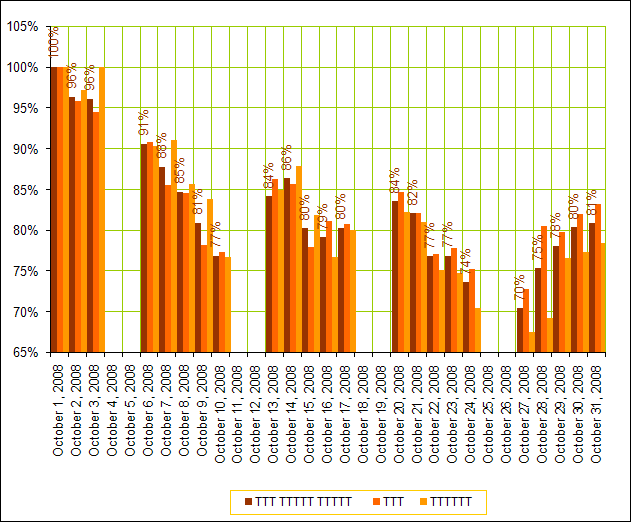 105%
100%
95%
90%
85%
80%
75%
70%
65%
100%
96%
96%
91%
88%
85%
81%
77%
84%
86%
80%
79%
80%
84%
82%
77%
77%
74%
70%
75%
78%
80%
81%
October 1, 2008
October 2, 2008
October 3, 2008
October 4, 2008
October 5, 2008
October 6, 2008
October 7, 2008
October 8, 2008
October 9, 2008
October 10, 2008
October 11, 2008
October 12, 2008
October 13, 2008
October 14, 2008
October 15, 2008
October 16, 2008
October 17, 2008
October 18, 2008
October 19, 2008
October 20, 2008
October 21, 2008
October 22, 2008
October 23, 2008
October 24, 2008
October 25, 2008
October 26, 2008
October 27, 2008
October 28, 2008
October 29, 2008
October 30, 2008
October 31, 2008
TTT TTTTT TTTTT TTT TTTTTT